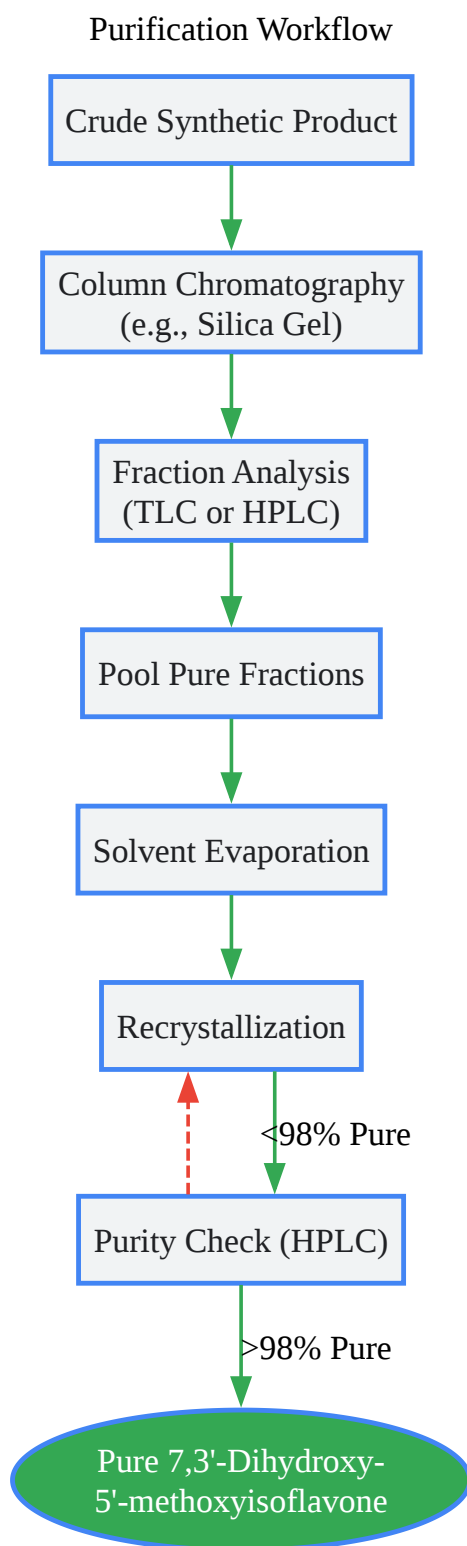 Purification Workflow
Crude Synthetic Product
Column Chromatography
(e.g., Silica Gel)
Fraction Analysis
(TLC or HPLC)
Pool Pure Fractions
Solvent Evaporation
Recrystallization
<98% Pure
Purity Check (HPLC)
>98% Pure
Pure 7,3'-Dihydroxy-
5'-methoxyisoflavone